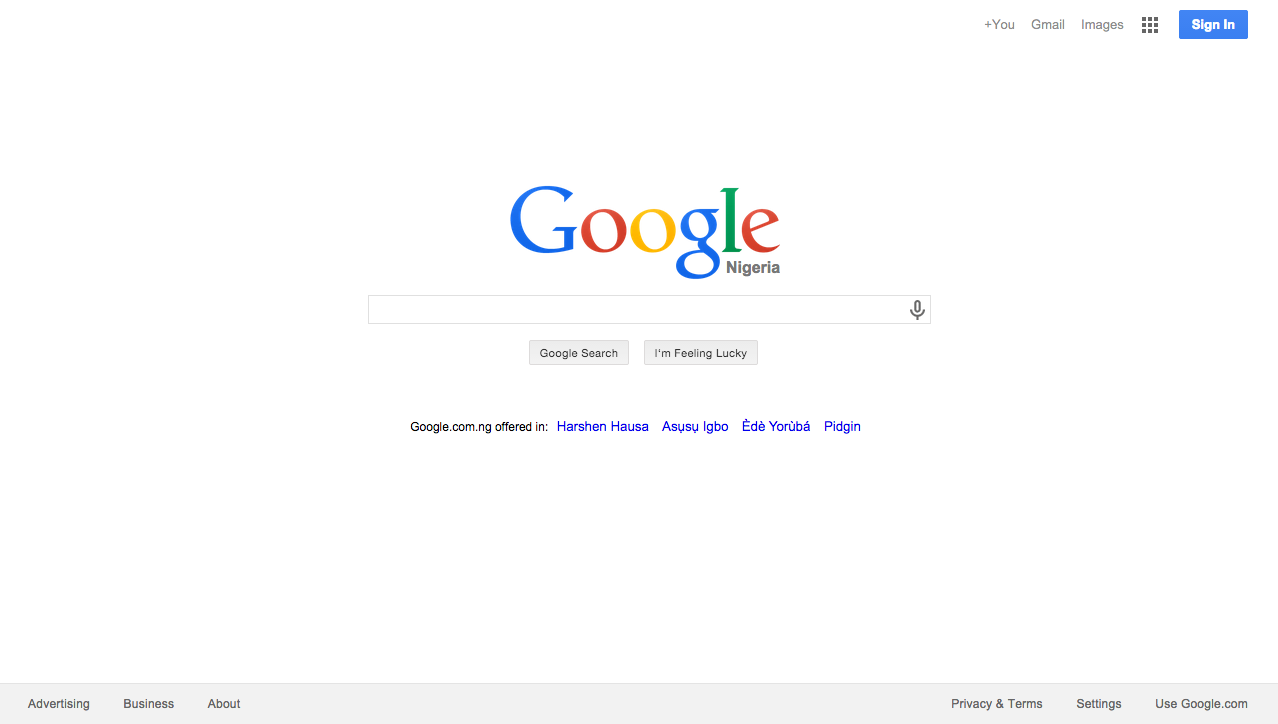 +You Gmail Images Sign In
Google
Nigeria
Google Search I'm Feeling Lucky
Google.com.ng offered in: Harshen Hausa Asụsụ Igbo Èdè Yorùbá Pidgin
Advertising Business About Privacy & Terms Settings Use Google.com